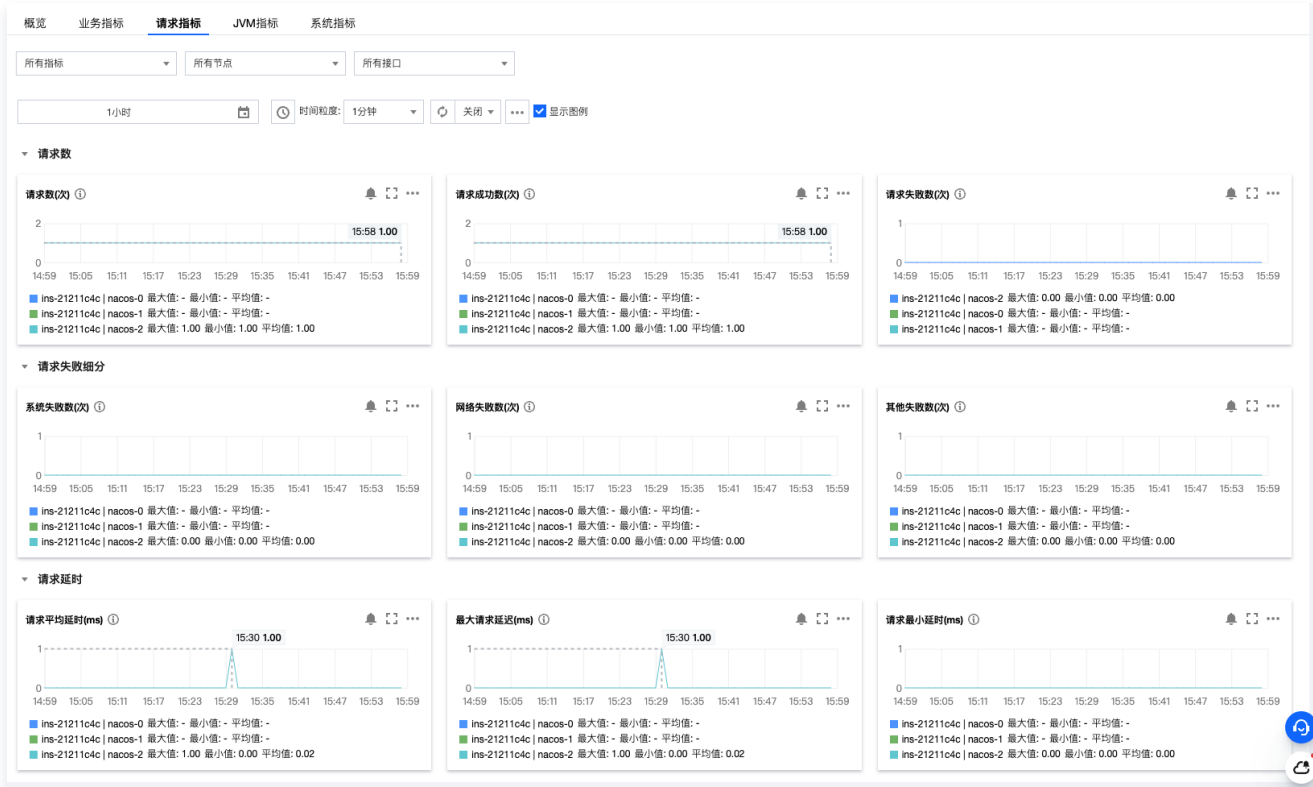 概览 业务指标 请求指标 JVM指标 系统指标
所有指标 所有节点 所有接口
1小时 时间粒度: 1分钟 关闭 显示图例
请求数
请求数(次) 请求成功数(次) 请求失败数(次)
2 15:58 1.00 2 15:58 1.00 1
0 0 0
14:59 15:05 15:11 15:17 15:23 15:29 15:35 15:41 15:47 15:53 15:59 14:59 15:05 15:11 15:17 15:23 15:29 15:35 15:41 15:47 15:53 15:59 14:59 15:05 15:11 15:17 15:23 15:29 15:35 15:41 15:47 15:53 15:59
ins-21211c4c | nacos-0 最大值: - 最小值: - 平均值: - ins-21211c4c | nacos-0 最大值: - 最小值: - 平均值: - ins-21211c4c | nacos-2 最大值: 0.00 最小值: 0.00 平均值: 0.00
ins-21211c4c | nacos-1 最大值: - 最小值: - 平均值: - ins-21211c4c | nacos-1 最大值: - 最小值: - 平均值: - ins-21211c4c | nacos-0 最大值: - 最小值: - 平均值: -
ins-21211c4c | nacos-2 最大值: 1.00 最小值: 1.00 平均值: 1.00 ins-21211c4c | nacos-2 最大值: 1.00 最小值: 1.00 平均值: 1.00 ins-21211c4c | nacos-1 最大值: - 最小值: - 平均值: -
请求失败细分
系统失败数(次) 网络失败数(次) 其他失败数(次)
1 1 1
0 0 0
14:59 15:05 15:11 15:17 15:23 15:29 15:35 15:41 15:47 15:53 15:59 14:59 15:05 15:11 15:17 15:23 15:29 15:35 15:41 15:47 15:53 15:59 14:59 15:05 15:11 15:17 15:23 15:29 15:35 15:41 15:47 15:53 15:59
ins-21211c4c | nacos-0 最大值: - 最小值: - 平均值: - ins-21211c4c | nacos-0 最大值: - 最小值: - 平均值: - ins-21211c4c | nacos-0 最大值: - 最小值: - 平均值: -
ins-21211c4c | nacos-1 最大值: - 最小值: - 平均值: - ins-21211c4c | nacos-1 最大值: - 最小值: - 平均值: - ins-21211c4c | nacos-1 最大值: - 最小值: - 平均值: -
ins-21211c4c | nacos-2 最大值: 0.00 最小值: 0.00 平均值: 0.00 ins-21211c4c | nacos-2 最大值: 0.00 最小值: 0.00 平均值: 0.00 ins-21211c4c | nacos-2 最大值: 0.00 最小值: 0.00 平均值: 0.00
请求延时
请求平均延时(ms) 最大请求延迟(ms) 请求最小延时(ms)
15:30 1.00 15:30 1.00
1 1 1
0 0 0
14:59 15:05 15:11 15:17 15:23 15:29 15:35 15:41 15:47 15:53 15:59 14:59 15:05 15:11 15:17 15:23 15:29 15:35 15:41 15:47 15:53 15:59 14:59 15:05 15:11 15:17 15:23 15:29 15:35 15:41 15:47 15:53 15:59
ins-21211c4c | nacos-0 最大值: - 最小值: - 平均值: - ins-21211c4c | nacos-0 最大值: - 最小值: - 平均值: - ins-21211c4c | nacos-0 最大值: - 最小值: - 平均值: -
ins-21211c4c | nacos-1 最大值: - 最小值: - 平均值: - ins-21211c4c | nacos-1 最大值: - 最小值: - 平均值: - ins-21211c4c | nacos-1 最大值: - 最小值: - 平均值: -
ins-21211c4c | nacos-2 最大值: 1.00 最小值: 0.00 平均值: 0.02 ins-21211c4c | nacos-2 最大值: 1.00 最小值: 0.00 平均值: 0.02 ins-21211c4c | nacos-2 最大值: 0.00 最小值: 0.00 平均值: 0.00